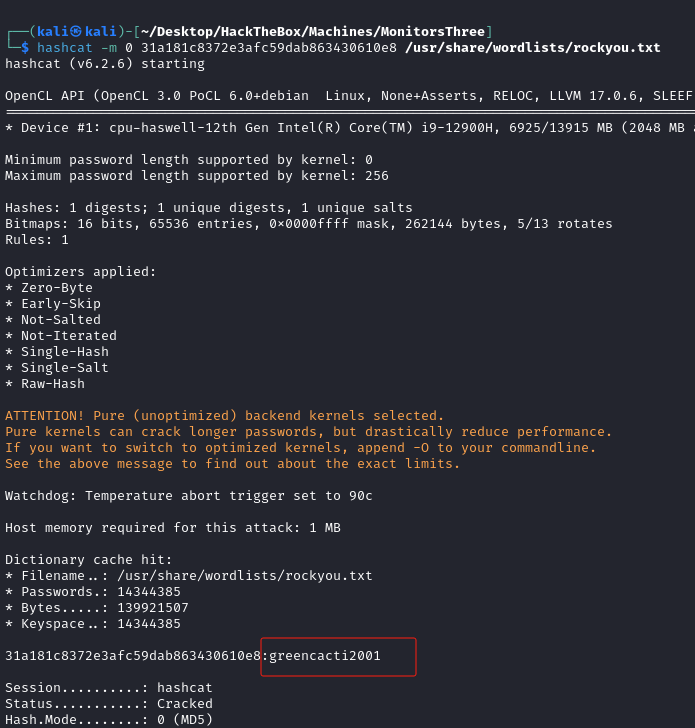 ┌──(kali㉿kali)-[~/Desktop/HackTheBox/Machines/MonitorsThree]
└─$ hashcat -m 0 31a181c8372e3afc59dab863430610e8 /usr/share/wordlists/rockyou.txt
hashcat (v6.2.6) starting
OpenCL API (OpenCL 3.0 PoCL 6.0+debian  Linux, None+Asserts, RELOC, LLVM 17.0.6, SLEEF
* Device #1: cpu-haswell-12th Gen Intel(R) Core(TM) i9-12900H, 6925/13915 MB (2048 MB
Minimum password length supported by kernel: 0
Maximum password length supported by kernel: 256
Hashes: 1 digests; 1 unique digests, 1 unique salts
Bitmaps: 16 bits, 65536 entries, 0x0000ffff mask, 262144 bytes, 5/13 rotates
Rules: 1
Optimizers applied:
* Zero-Byte
* Early-Skip
* Not-Salted
* Not-Iterated
* Single-Hash
* Single-Salt
* Raw-Hash
ATTENTION! Pure (unoptimized) backend kernels selected.
Pure kernels can crack longer passwords, but drastically reduce performance.
If you want to switch to optimized kernels, append -O to your commandline.
See the above message to find out about the exact limits.
Watchdog: Temperature abort trigger set to 90c
Host memory required for this attack: 1 MB
Dictionary cache hit:
* Filename..: /usr/share/wordlists/rockyou.txt
* Passwords.: 14344385
* Bytes.....: 139921507
* Keyspace..: 14344385
31a181c8372e3afc59dab863430610e8:greencacti2001
Session..........: hashcat
Status...........: Cracked
Hash.Mode........: 0 (MD5)